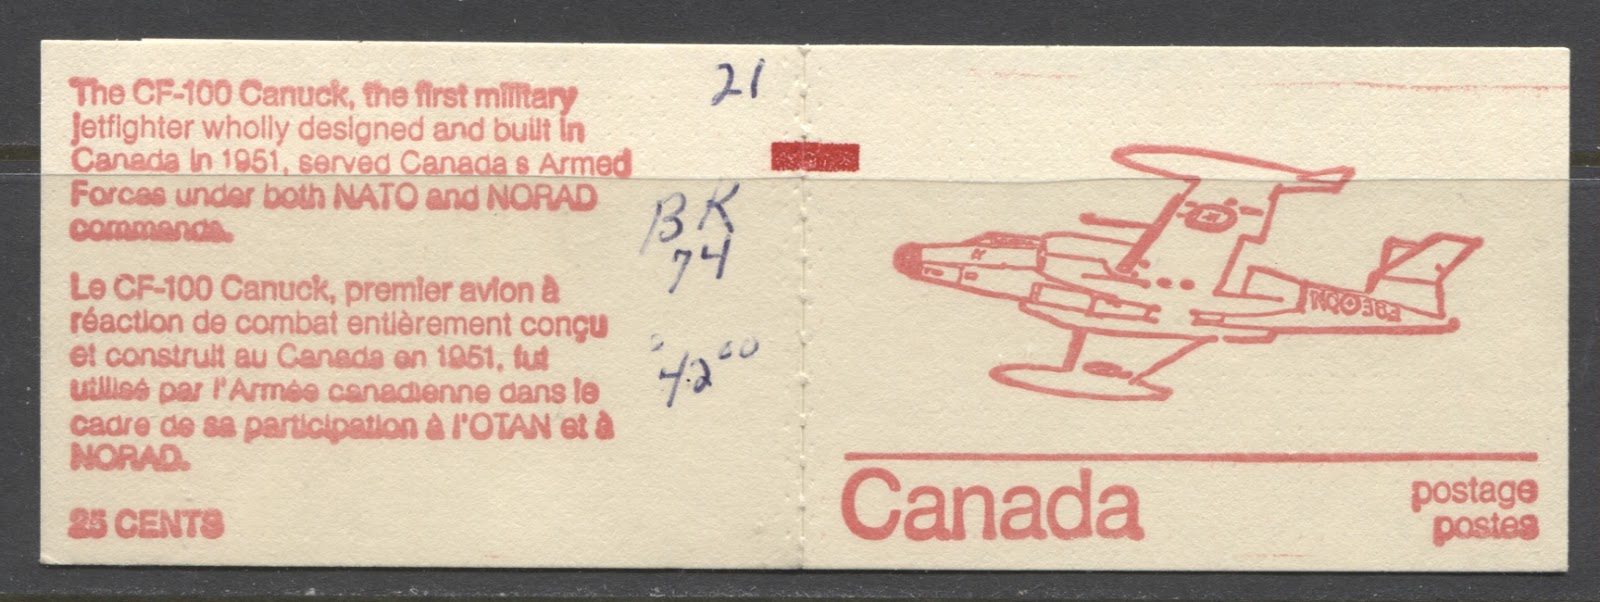 The CF-100 Canuck, the first military
jetfighter wholly designed and built in
Canada in 1951, served Canada s Armed
Forces under both NATO and NORAD
commands.
Le CF-100 Canuck, premier avion à
réaction de combat entièrement conçu
et construit au Canada en 1951, fut
utilisé par l'Armée canadienne dans le
cadre de sa participation à l'OTAN et à
NORAD.
25 CENTS
21
BK
74
42.00
Canada
postage
postes